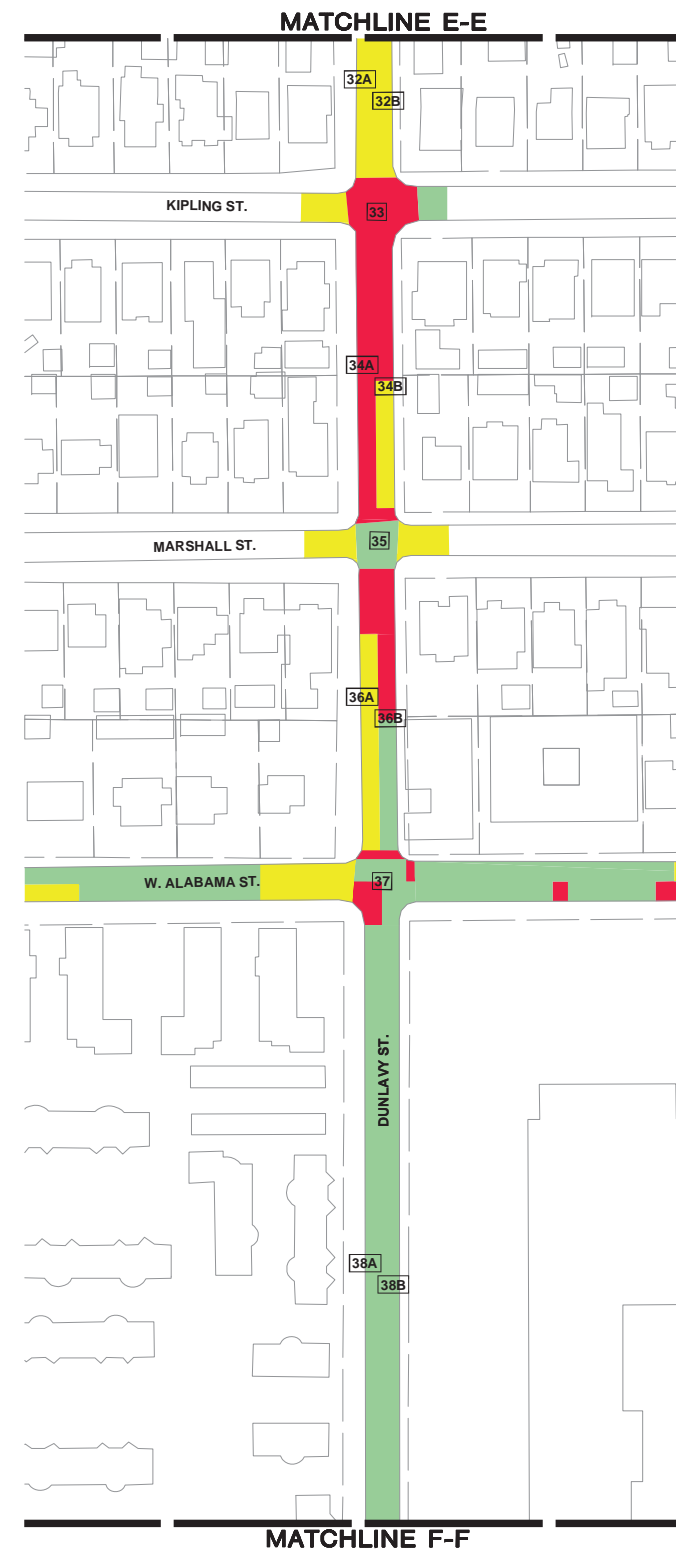 MATCHLINE E-E
32A
32B
KIPLING ST.
33
34A
34B
MARSHALL ST.
35
36A
36B
W. ALABAMA ST.
37
DUNLAVY ST.
38A
38B
MATCHLINE F-F